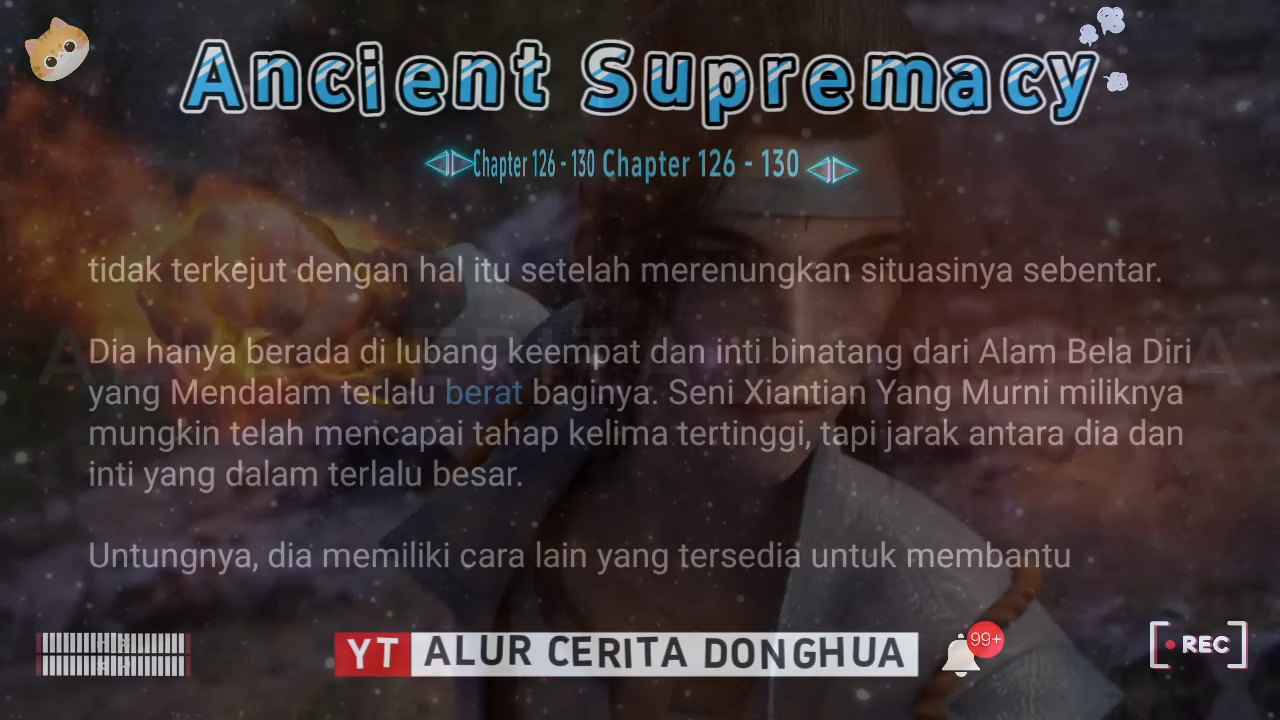 Ancient Supremacy
Chapter 126 - 130 Chapter 126 - 130
tidak terkejut dengan hal itu setelah merenungkan situasinya sebentar.
ALUR CERITA DONGHUA
Dia hanya berada di lubang keempat dan inti binatang dari Alam Bela Diri
yang Mendalam terlalu berat baginya. Seni Xiantian Yang Murni miliknya
mungkin telah mencapai tahap kelima tertinggi, tapi jarak antara dia dan
inti yang dalam terlalu besar.
Untungnya, dia memiliki cara lain yang tersedia untuk membantu
YT ALUR CERITA DONGHUA
99+
REC